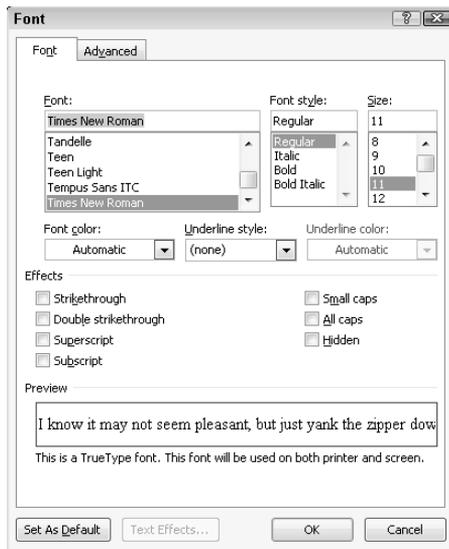 Font
Font Advanced
Font: Font style: Size:
Times New Roman Regular 11
Tandelle Regular 8
Teen Italic 9
Teen Light Bold 10
Tempus Sans ITC Bold Italic 11
Times New Roman 12
Font color: Underline style: Underline color:
Automatic (none) Automatic
Effects
Strikethrough Small caps
Double strikethrough All caps
Superscript Hidden
Subscript
Preview
I know it may not seem pleasant, but just yank the zipper dow
This is a TrueType font. This font will be used on both printer and screen.
Set As Default Text Effects... OK Cancel